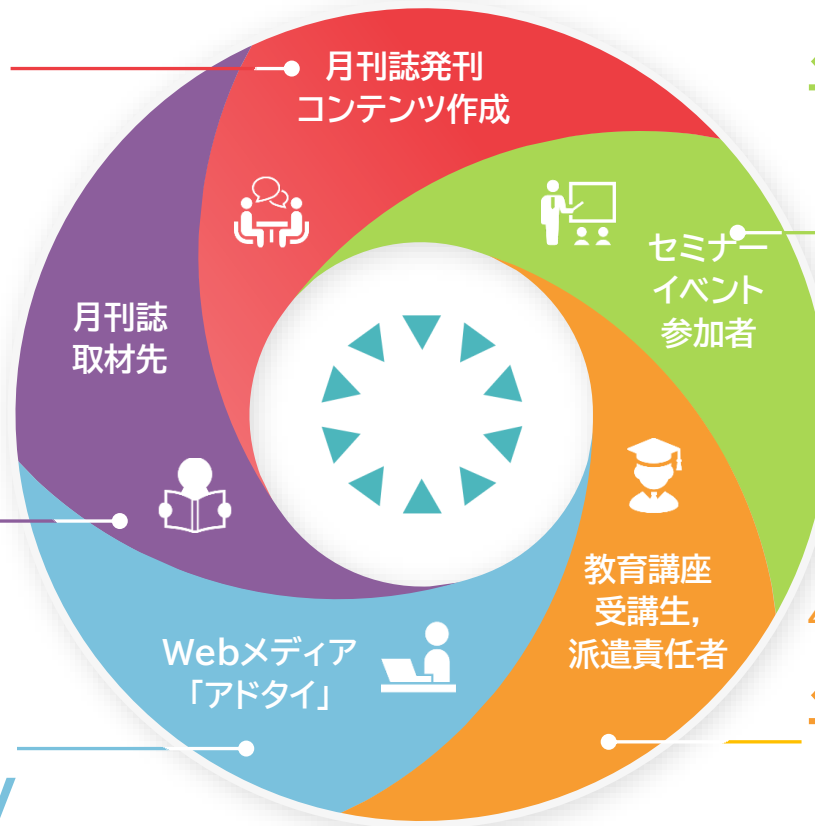 月刊誌発刊
コンテンツ作成
セミナー
イベント
参加者
月刊誌
取材先
教育講座
受講生，
派遣責任者
Webメディア
「アドタイ」